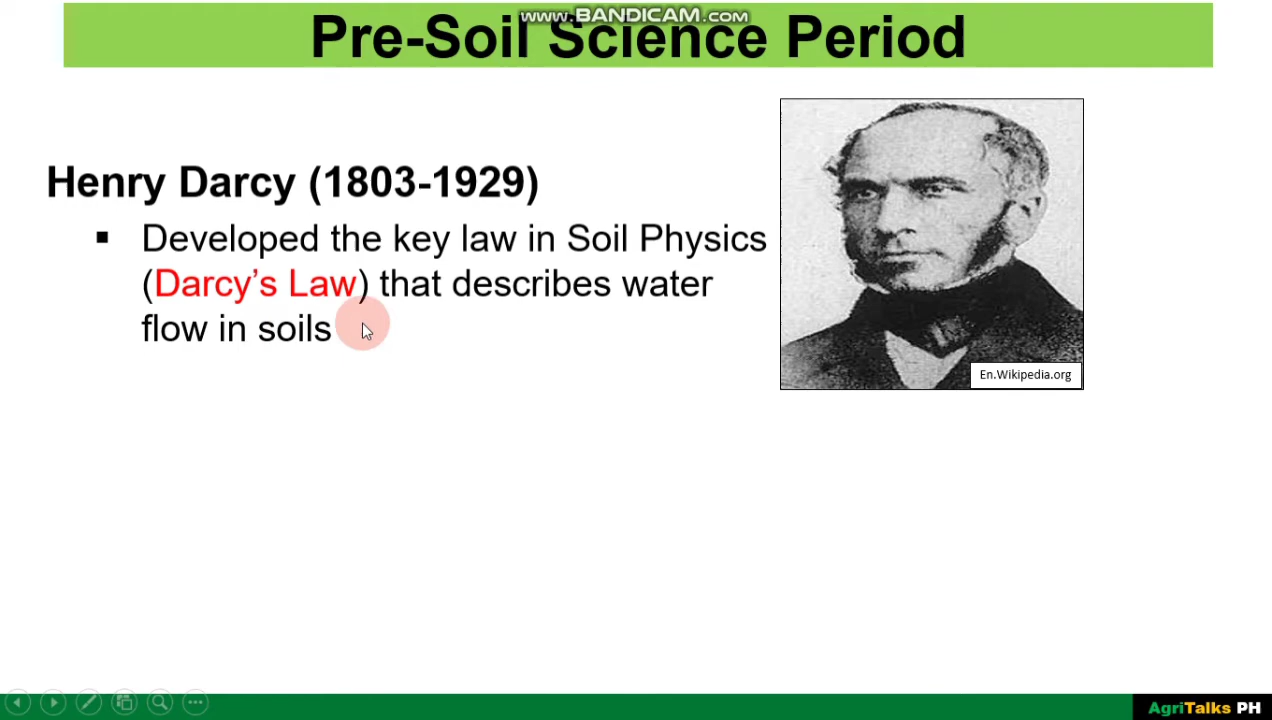 www.BANDICAM.com
Pre-Soil Science Period
Henry Darcy (1803-1929)
▪ Developed the key law in Soil Physics
(Darcy’s Law) that describes water
flow in soils
En.Wikipedia.org
AgriTalks PH